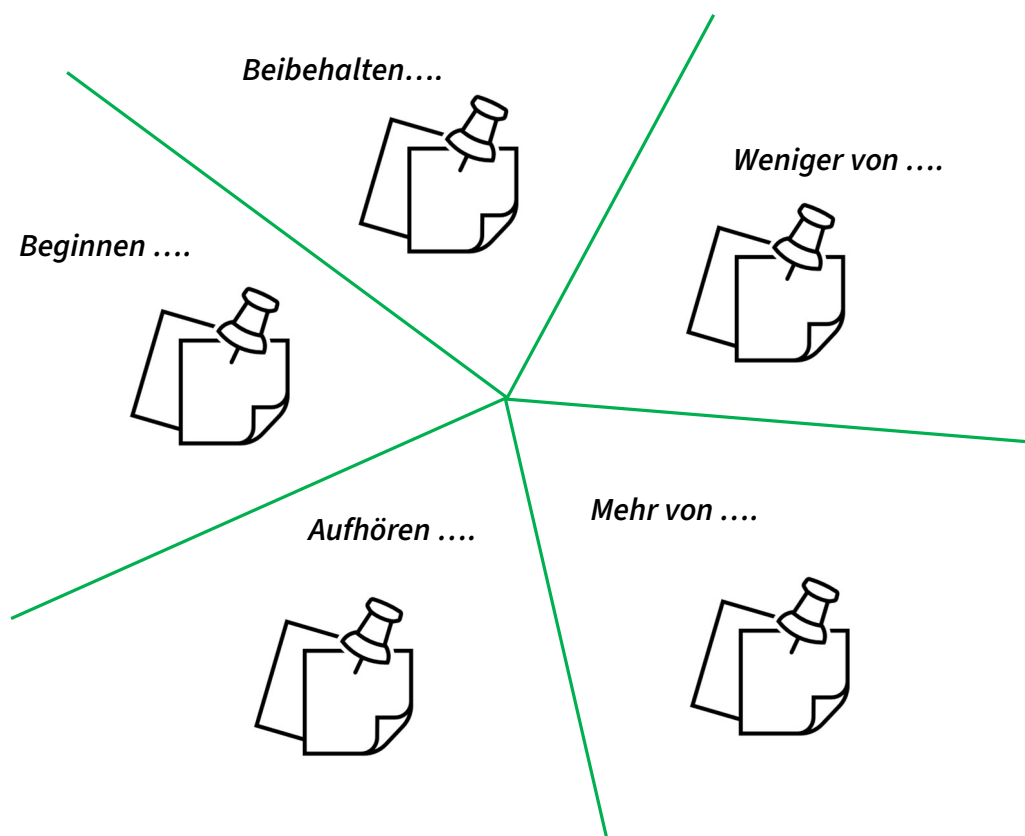 Beibehalten….
Weniger von ….
Beginnen ….
Mehr von ….
Aufhören ….